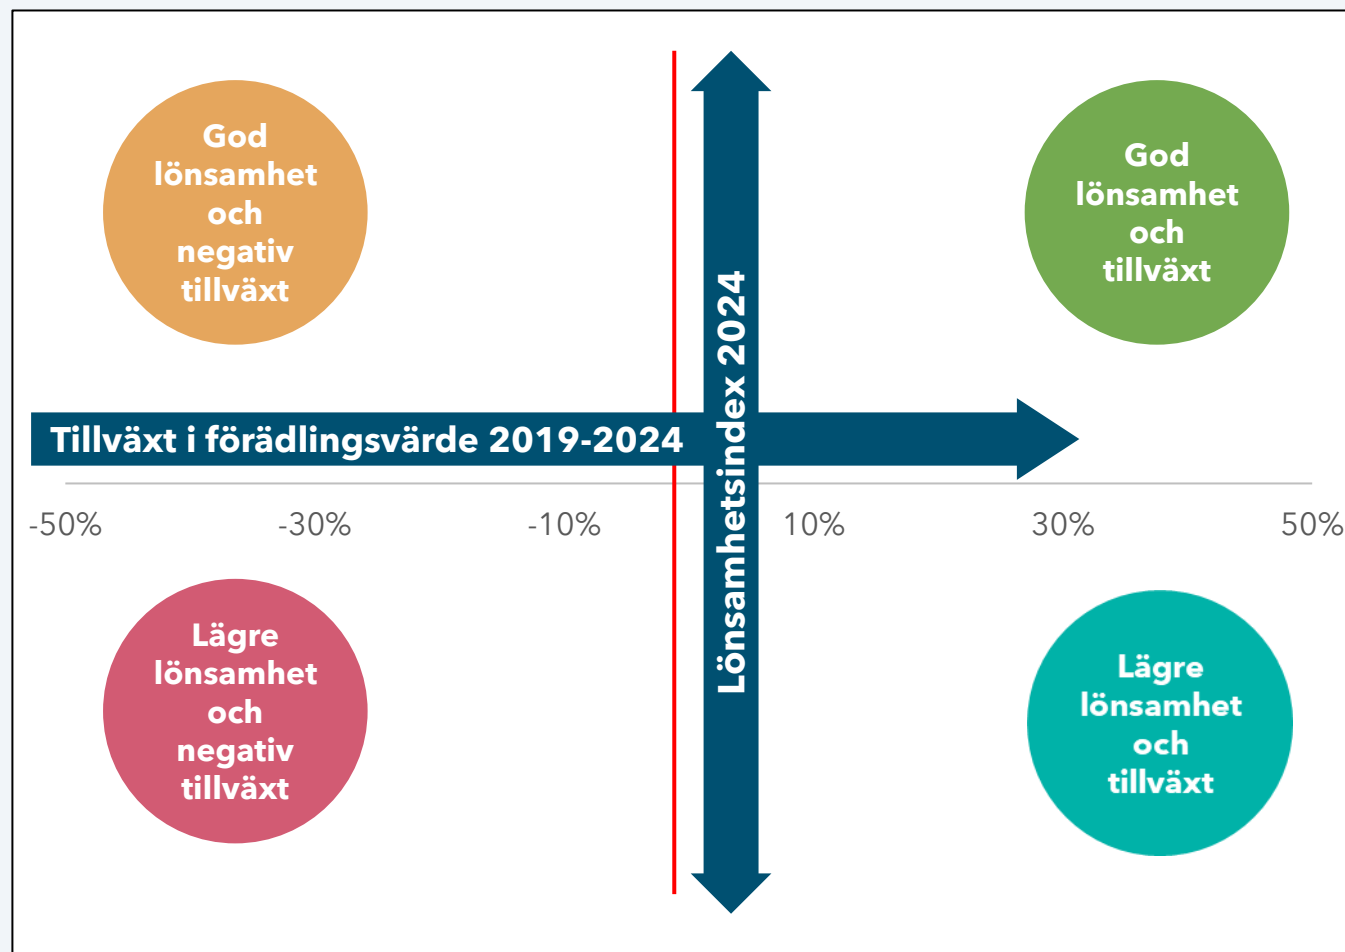 God
lönsamhet
och
negativ
tillväxt
God
lönsamhet
och
tillväxt
Lönsamhetsindex 2024
Tillväxt i förädlingsvärde 2019-2024
-50%
-30%
-10%
10%
30%
50%
Lägre
lönsamhet
och
negativ
tillväxt
Lägre
lönsamhet
och
tillväxt